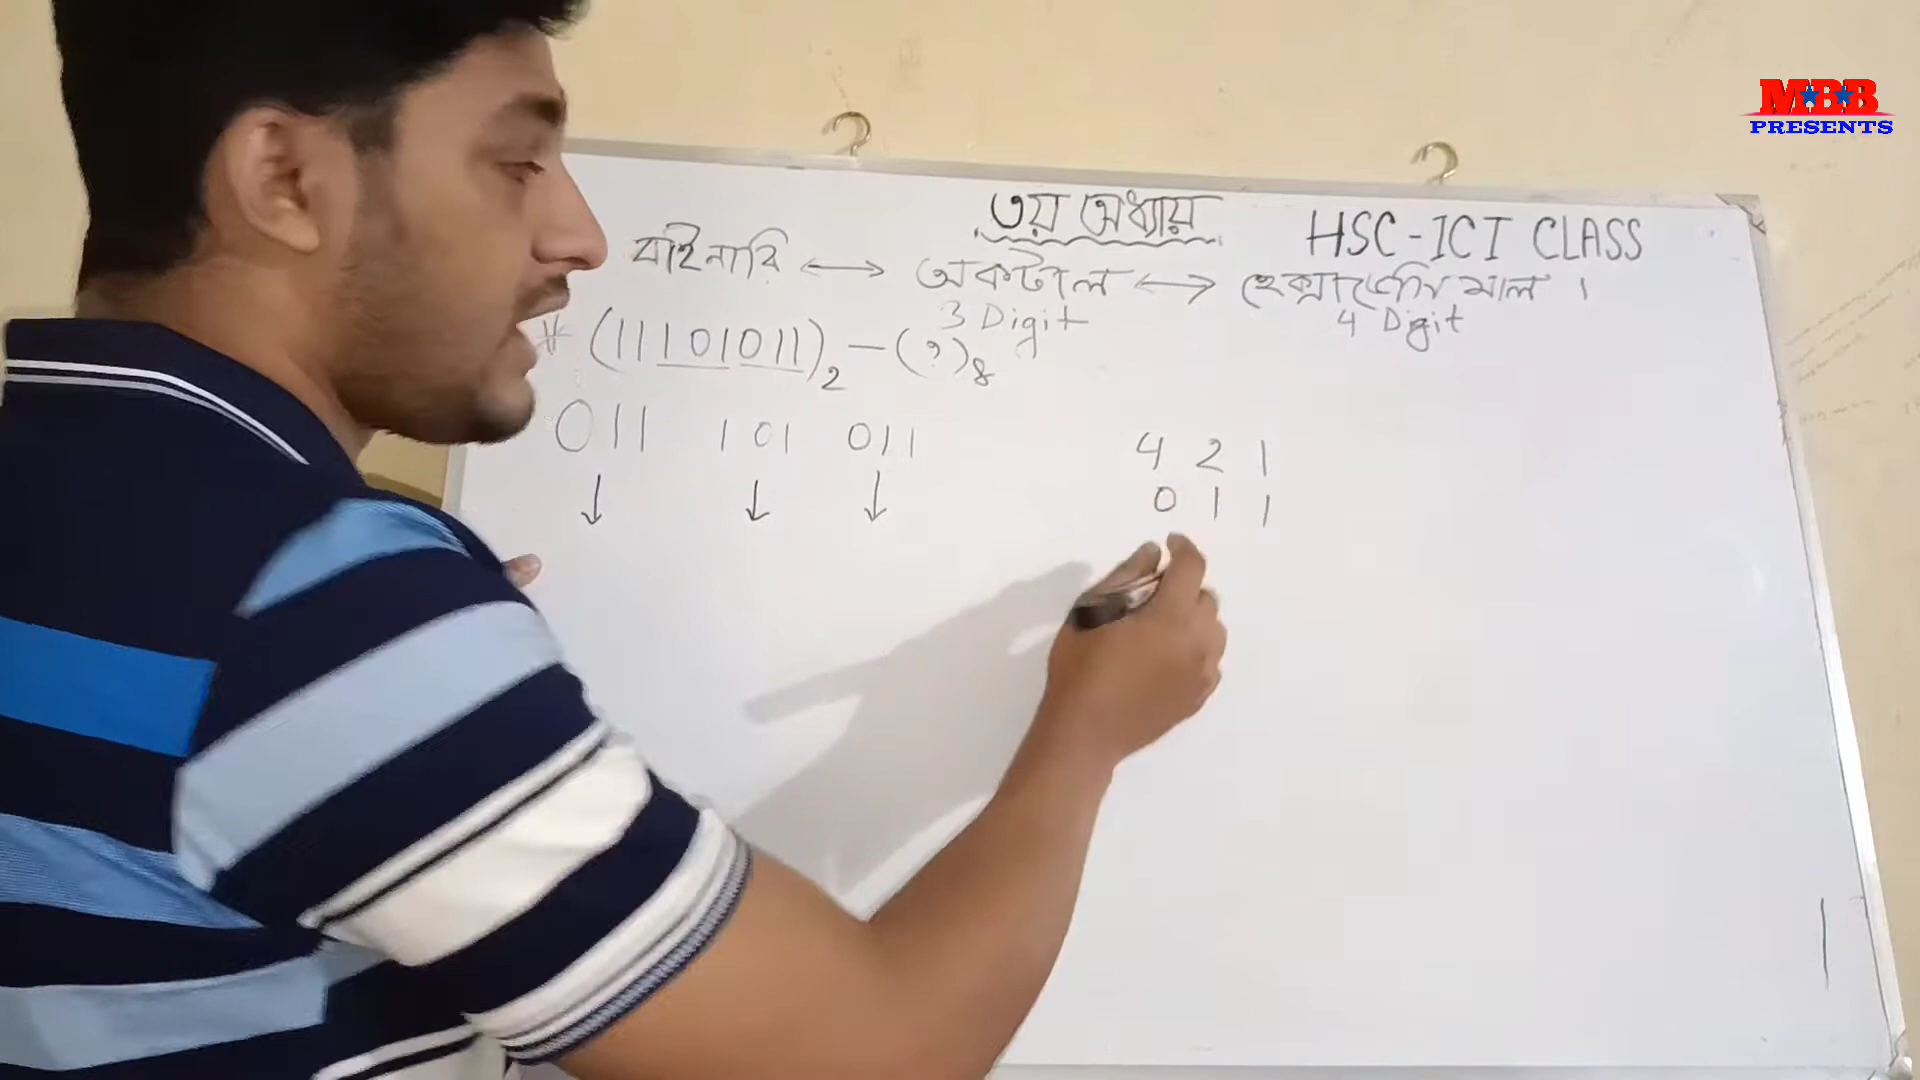 MBB
PRESENTS
৩য় অধ্যায়
HSC-ICT CLASS
বাইনারি ↔ অকটাল ↔ হেক্সাডেসিমাল ।
3 Digit 4 Digit
# (11101011)₂ — (?)₈
011 101 011
↓ ↓ ↓
4 2 1
0 1 1